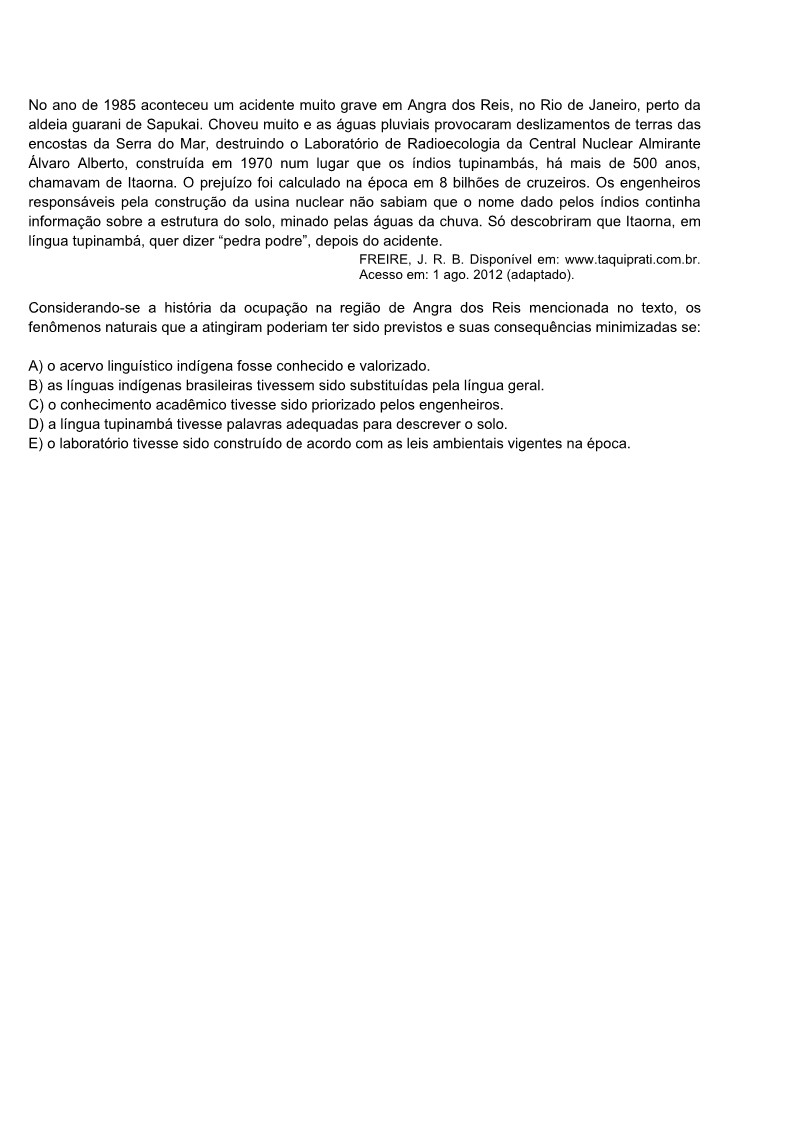 No ano de 1985 aconteceu um acidente muito grave em Angra dos Reis, no Rio de Janeiro, perto da
aldeia guarani de Sapukai. Choveu muito e as águas pluviais provocaram deslizamentos de terras das
encostas da Serra do Mar, destruindo o Laboratório de Radioecologia da Central Nuclear Almirante
Álvaro Alberto, construída em 1970 num lugar que os índios tupinambás, há mais de 500 anos,
chamavam de Itaorna. O prejuízo foi calculado na época em 8 bilhões de cruzeiros. Os engenheiros
responsáveis pela construção da usina nuclear não sabiam que o nome dado pelos índios continha
informação sobre a estrutura do solo, minado pelas águas da chuva. Só descobriram que Itaorna, em
língua tupinambá, quer dizer “pedra podre”, depois do acidente.
FREIRE, J. R. B. Disponível em: www.taquiprati.com.br.
Acesso em: 1 ago. 2012 (adaptado).
Considerando-se a história da ocupação na região de Angra dos Reis mencionada no texto, os
fenômenos naturais que a atingiram poderiam ter sido previstos e suas consequências minimizadas se:
A) o acervo linguístico indígena fosse conhecido e valorizado.
B) as línguas indígenas brasileiras tivessem sido substituídas pela língua geral.
C) o conhecimento acadêmico tivesse sido priorizado pelos engenheiros.
D) a língua tupinambá tivesse palavras adequadas para descrever o solo.
E) o laboratório tivesse sido construído de acordo com as leis ambientais vigentes na época.